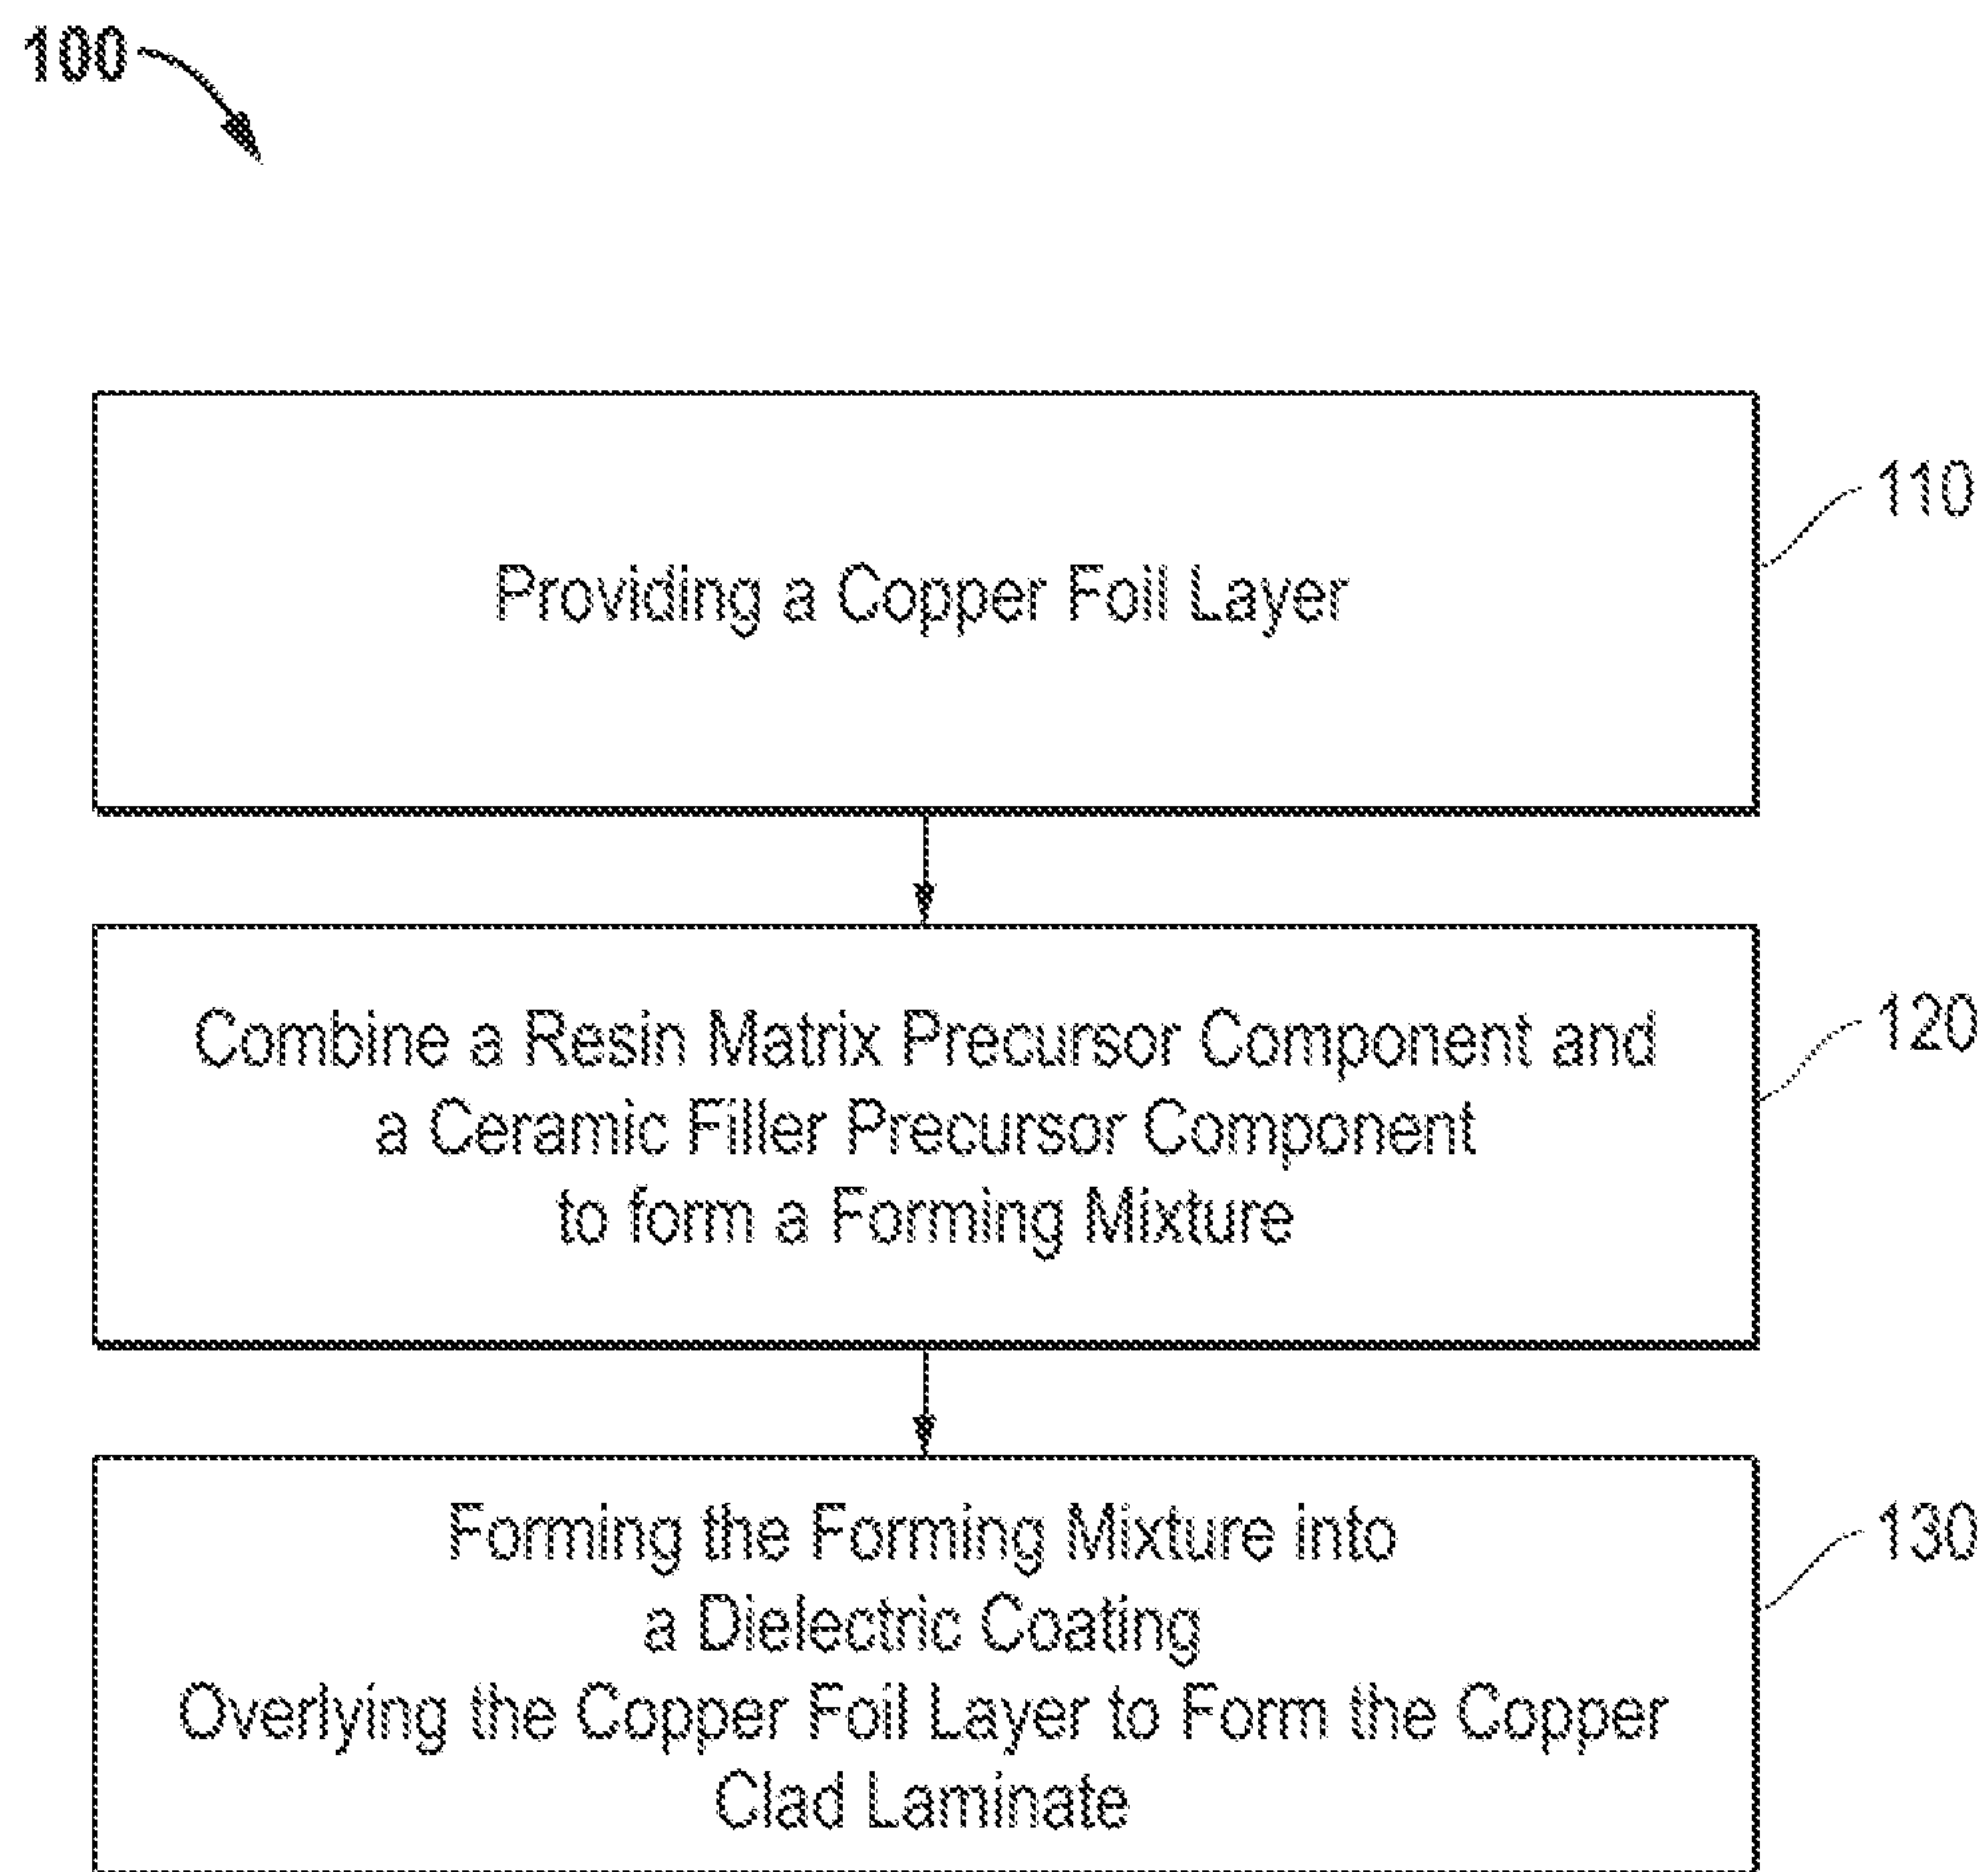 100
110
Providing a Copper Foil Layer
120
Combine a Resin Matrix Precursor Component and
a Ceramic Filler Precursor Component
to form a Forming Mixture
130
Forming the Forming Mixture into
a Dielectric Coating
Overlying the Copper Foil Layer to Form the Copper
Clad Laminate